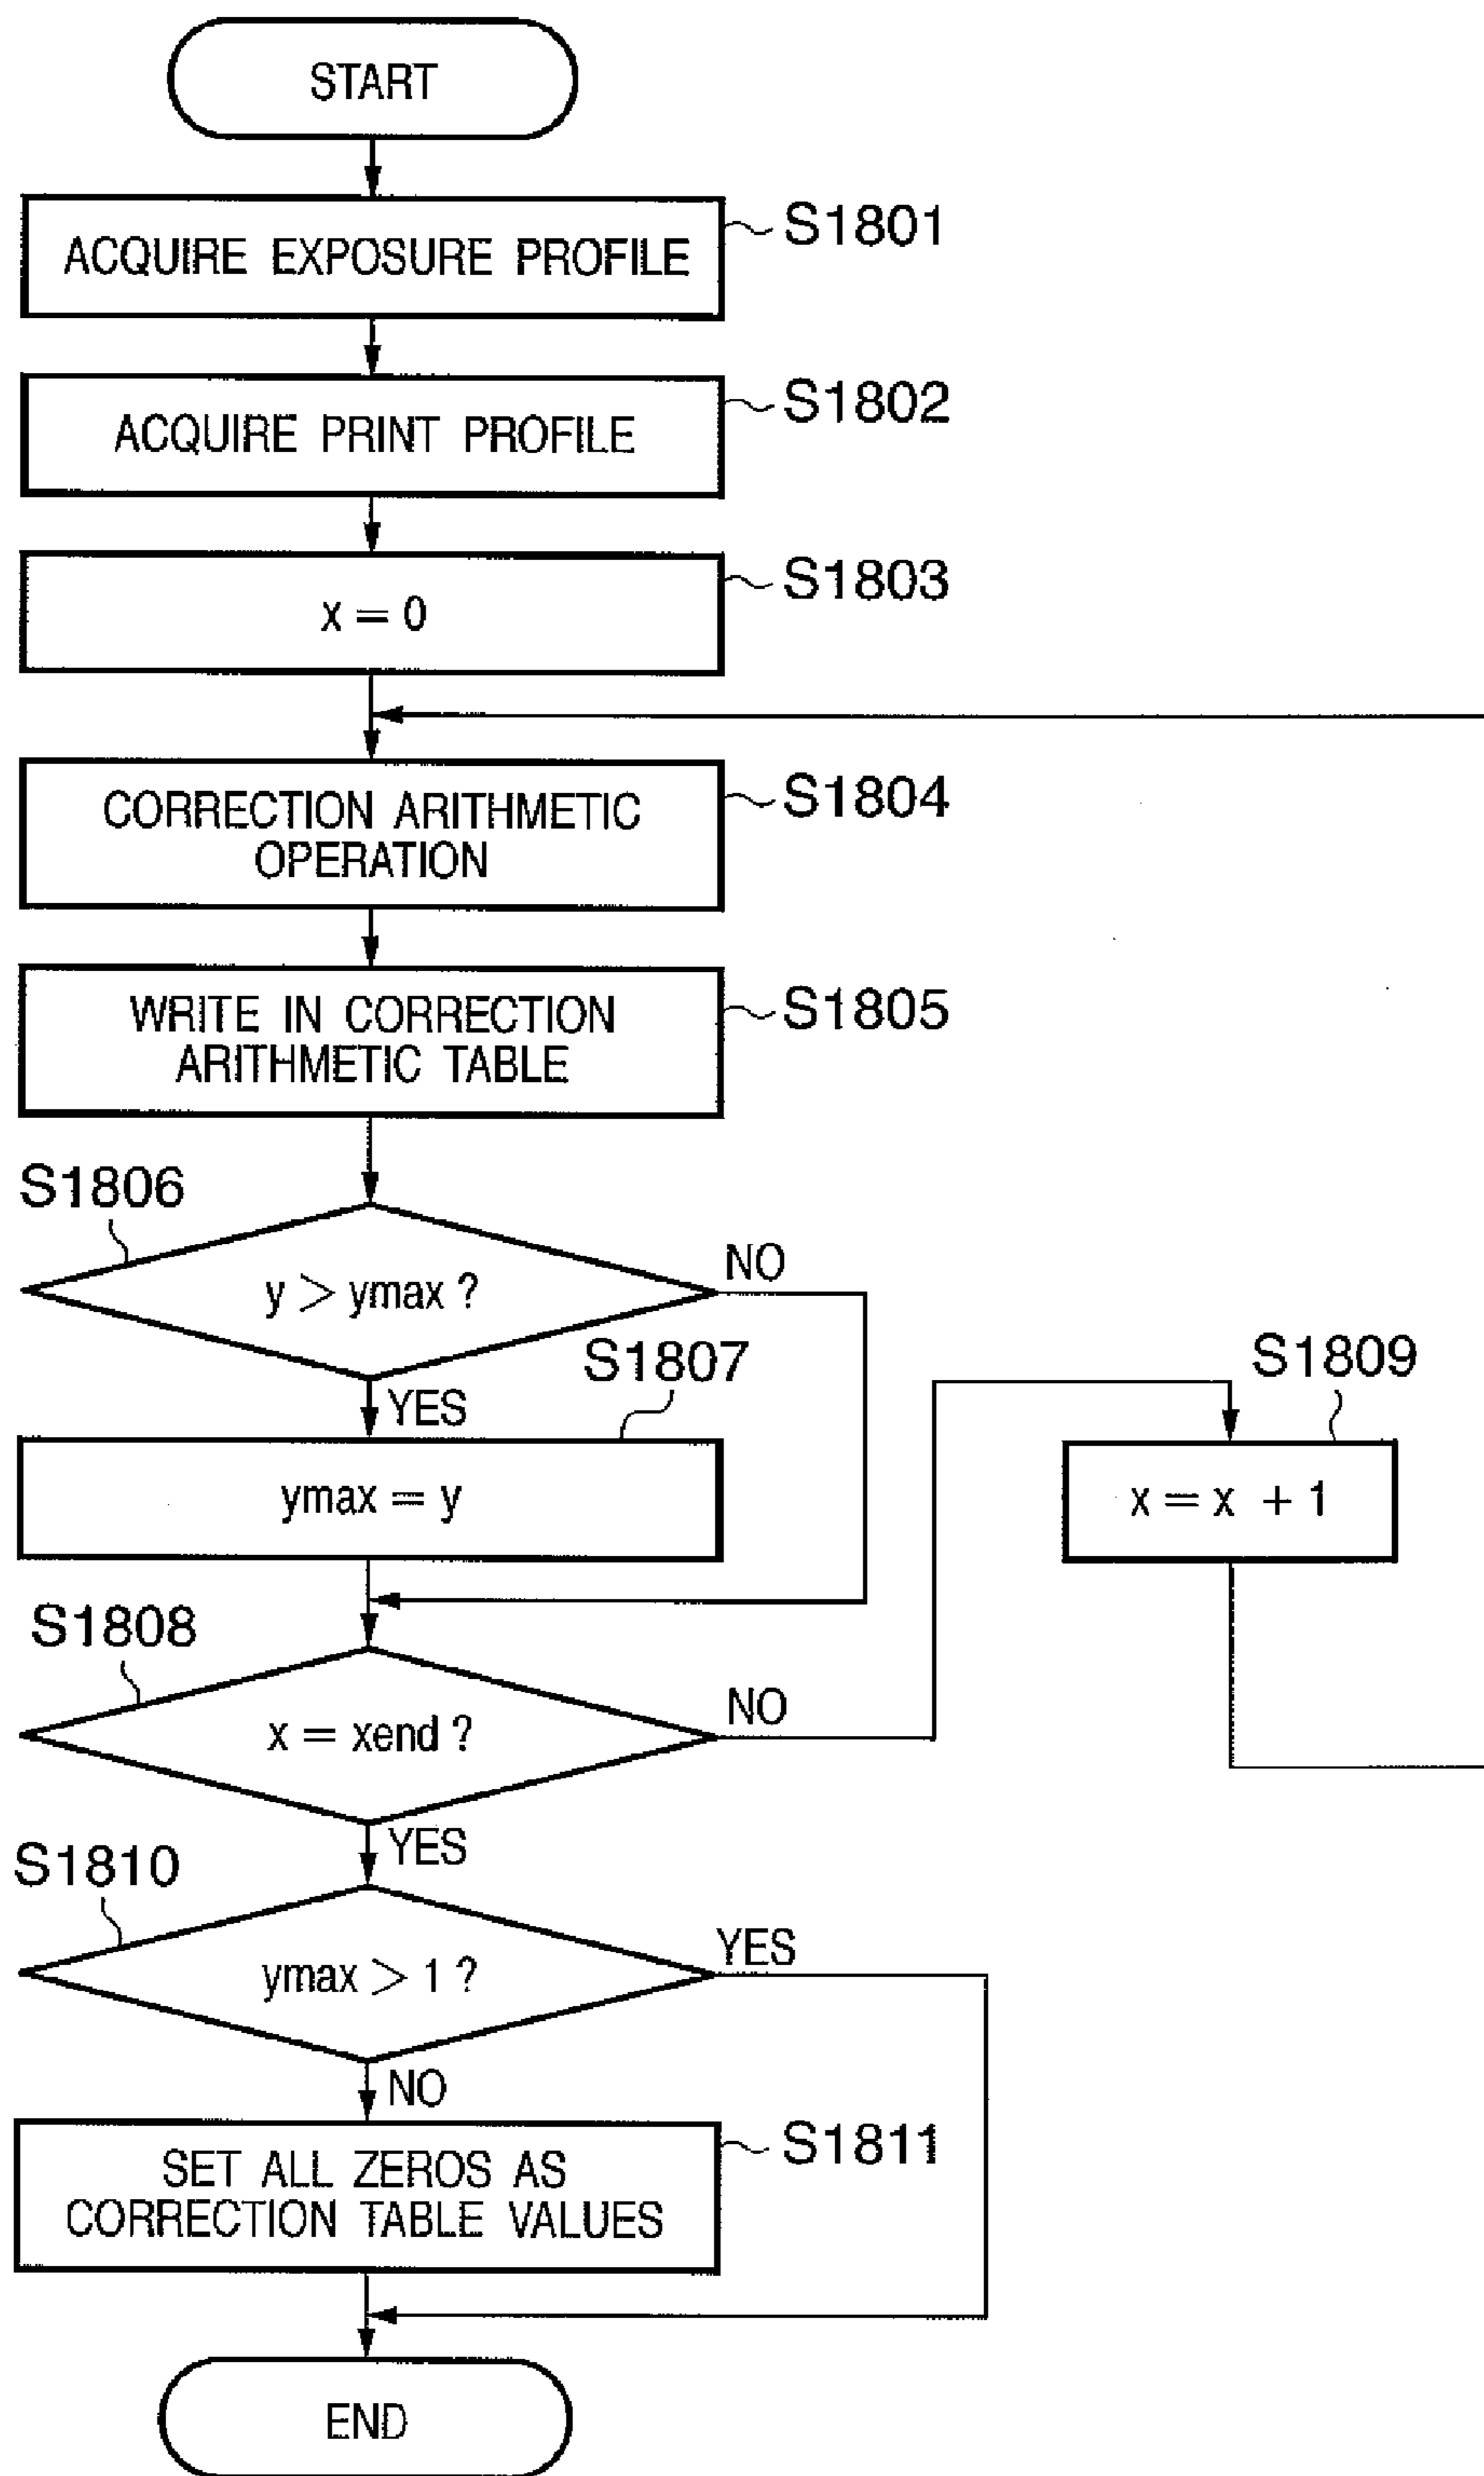 START
ACQUIRE EXPOSURE PROFILE
S1801
ACQUIRE PRINT PROFILE
S1802
x = 0
S1803
CORRECTION ARITHMETIC
OPERATION
S1804
WRITE IN CORRECTION
ARITHMETIC TABLE
S1805
S1806
y > ymax ?
NO
YES
S1807
ymax = y
S1809
x = x + 1
S1808
x = xend ?
NO
YES
S1810
ymax > 1 ?
YES
NO
SET ALL ZEROS AS
CORRECTION TABLE VALUES
S1811
END